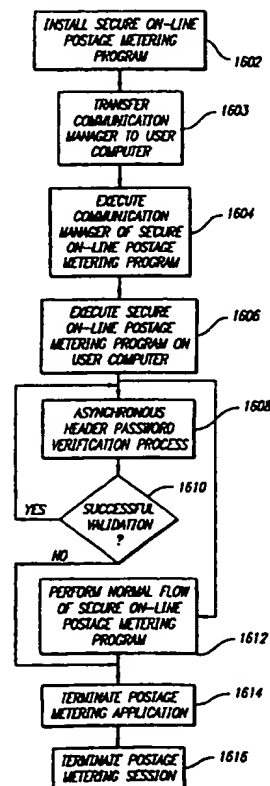 INSTALL SECURE ON-LINE
POSTAGE METERING
PROGRAM
1602
TRANSFER
COMMUNICATION
MANAGER TO USER
COMPUTER
1603
EXECUTE
COMMUNICATION
MANAGER OF SECURE
ON-LINE POSTAGE
METERING PROGRAM
1604
EXECUTE SECURE
ON-LINE POSTAGE
METERING PROGRAM ON
USER COMPUTER
1606
ASYNCHRONOUS
HEADER PASSWORD
VERIFICATION PROCESS
1608
SUCCESSFUL
VALIDATION
?
1610
YES
NO
PERFORM NORMAL FLOW
OF SECURE ON-LINE
POSTAGE METERING
PROGRAM
1612
TERMINATE POSTAGE
METERING APPLICATION
1614
TERMINATE POSTAGE
METERING SESSION
1616